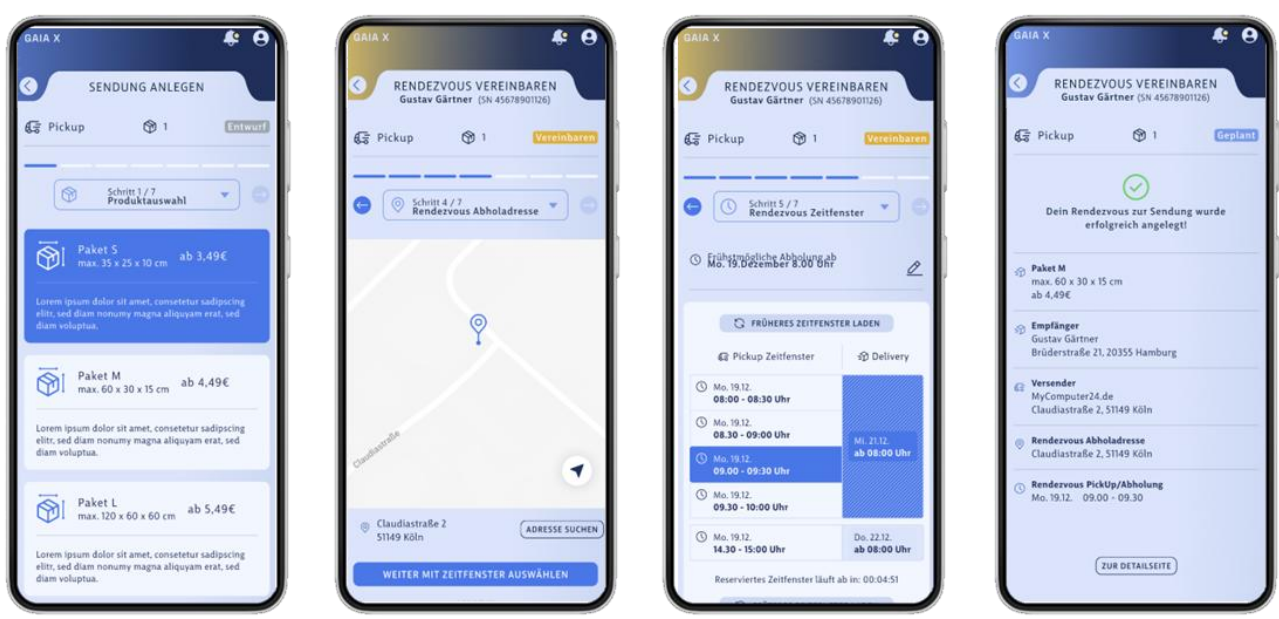 GAIA X
SENDUNG ANLEGEN
Pickup
1
Entwurf
Schritt 1 / 7
Produktauswahl
Paket S
max. 35 x 25 x 10 cm
ab 3,49€
Lorem ipsum dolor sit amet, consetetur sadipscing
elitr, sed diam nonumy magna aliquyam erat, sed
diam voluptua.
Paket M
max. 60 x 30 x 15 cm
ab 4,49€
Lorem ipsum dolor sit amet, consetetur sadipscing
elitr, sed diam nonumy magna aliquyam erat, sed
diam voluptua.
Paket L
max. 120 x 60 x 60 cm
ab 5,49€
Lorem ipsum dolor sit amet, consetetur sadipscing
elitr, sed diam nonumy magna aliquyam erat, sed
diam voluptua.
GAIA X
RENDEZVOUS VEREINBAREN
Gustav Gärtner (SN 45678901126)
Pickup
1
Vereinbaren
Schritt 4 / 7
Rendezvous Abholadresse
Claudiastraße
Claudiastraße 2
51149 Köln
ADRESSE SUCHEN
WEITER MIT ZEITFENSTER AUSWÄHLEN
GAIA X
RENDEZVOUS VEREINBAREN
Gustav Gärtner (SN 45678901126)
Pickup
1
Vereinbaren
Schritt 5 / 7
Rendezvous Zeitfenster
Frühstmögliche Abholung ab
Mo. 19.Dezember 8.00 Uhr
FRÜHERES ZEITFENSTER LADEN
Pickup Zeitfenster
Delivery
Mo. 19.12.
08:00 - 08:30 Uhr
Mo. 19.12.
08.30 - 09:00 Uhr
Mo. 19.12.
09.00 - 09:30 Uhr
Mo. 19.12.
09.30 - 10:00 Uhr
Mi. 21.12.
ab 08:00 Uhr
Mo. 19.12.
14.30 - 15:00 Uhr
Do. 22.12.
ab 08:00 Uhr
Reserviertes Zeitfenster läuft ab in: 00:04:51
GAIA X
RENDEZVOUS VEREINBAREN
Gustav Gärtner (SN 45678901126)
Pickup
1
Geplant
Dein Rendezvous zur Sendung wurde
erfolgreich angelegt!
Paket M
max. 60 x 30 x 15 cm
ab 4,49€
Empfänger
Gustav Gärtner
Brüderstraße 21, 20355 Hamburg
Versender
MyComputer24.de
Claudiastraße 2, 51149 Köln
Rendezvous Abholadresse
Claudiastraße 2, 51149 Köln
Rendezvous PickUp/Abholung
Mo. 19.12. 09.00 - 09.30
ZUR DETAILSEITE